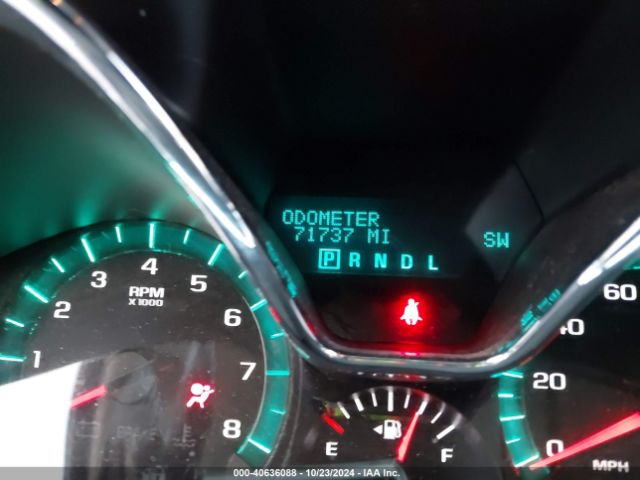 ODOMETER
71737 MI
SW
P R N D L
1 2 3 4 5 6 7 8
RPM
X1000
E F
0 20 40 60
MPH
000-40636088 - 10/23/2024 - IAA Inc.